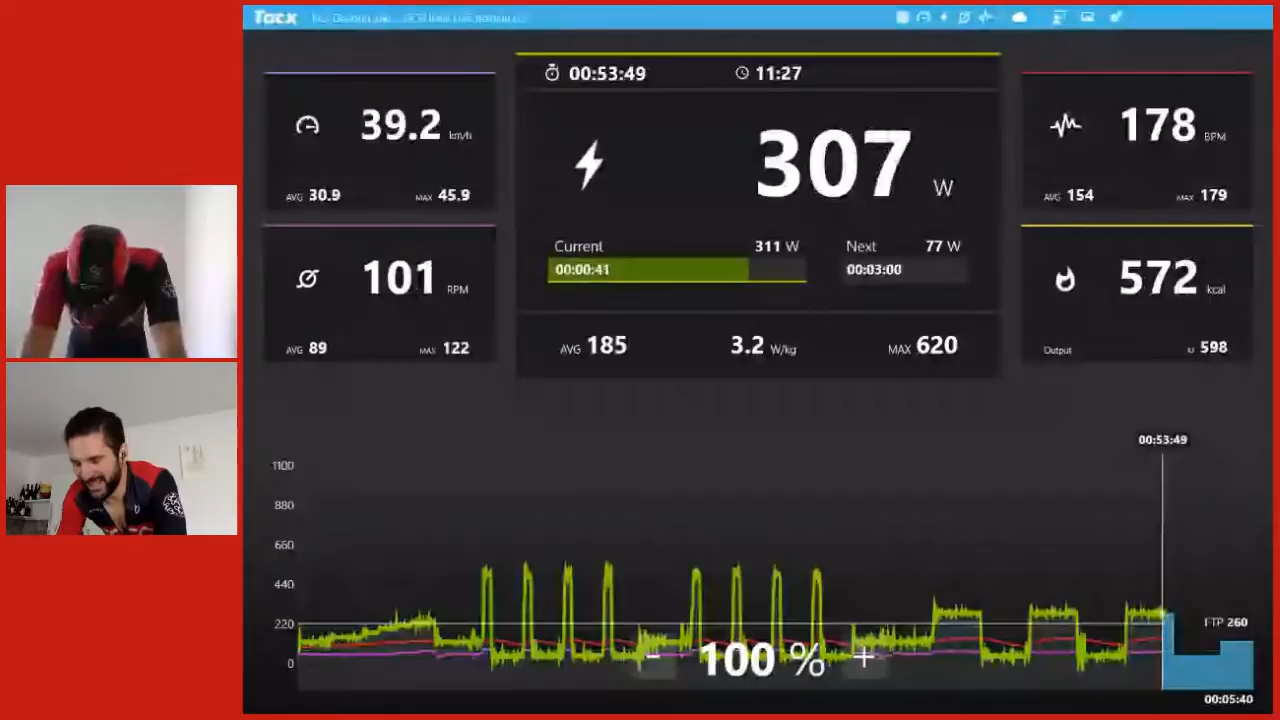 Tacx
00:53:49 11:27
39.2 km/h
AVG 30.9 MAX 45.9
307 W
178 BPM
AVG 154 MAX 179
Current 311 W Next 77 W
00:00:41 00:03:00
101 RPM
AVG 89 MAX 122
572 kcal
Output 598
AVG 185 3.2 W/kg MAX 620
00:53:49
1100
880
660
440
220
0
FTP 260
- 100 % +
00:05:40